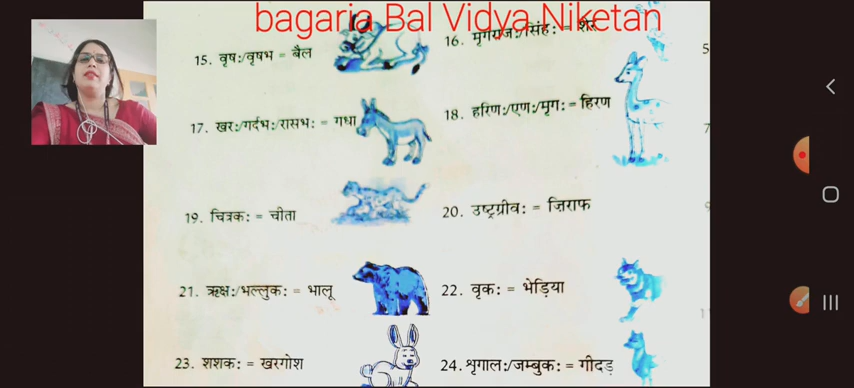 bagaria Bal Vidya Niketan
15. वृष:/वृषभ = बैल
16. मृगराज:/सिंह: = शेर
17. खर:/गर्दभ:/रासभ: = गधा
18. हरिण:/एण:/मृग: = हिरण
19. चित्रक: = चीता
20. उष्ट्रग्रीव: = ज़िराफ
21. ऋक्ष:/भल्लुक: = भालू
22. वृक: = भेड़िया
23. शशक: = खरगोश
24. शृगाल:/जम्बुक: = गीदड़